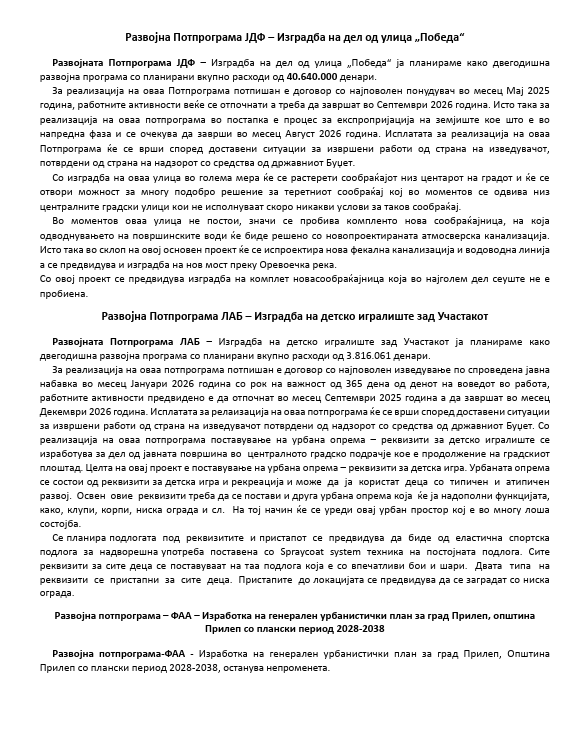 Развојна Потпрограма ЈДФ – Изградба на дел од улица „Победа“
Развојната Потпрограма ЈДФ – Изградба на дел од улица „Победа“ ја планираме како двегодишна
развојна програма со планирани вкупно расходи од 40.640.000 денари.
За реализација на оваа Потпрограма потпишан е договор со најповолен понудувач во месец Мај 2025
година, работните активности веќе се отпочнати а треба да завршат во Септември 2026 година. Исто така за
реализација на оваа потпрограма во постапка е процес за експропријација на земјиште кое што е во
напредна фаза и се очекува да заврши во месец Август 2026 година. Исплатата за реализација на оваа
Потпрограма ќе се врши според доставени ситуации за извршени работи од страна на изведувачот,
потврдени од страна на надзорот со средства од државниот Буџет.
Со изградба на оваа улица во голема мера ќе се растерети сообраќајот низ центарот на градот и ќе се
отвори можност за многу подобро решение за теретниот сообраќај кој во моментов се одвива низ
централните градски улици кои не исполнуваат скоро никакви услови за таков сообраќај.
Во моментов оваа улица не постои, значи се пробива комплентo нова сообраќајница, на која
одводнувањето на површинските води ќе биде решено со новопроектираната атмосверска канализација.
Исто така во склоп на овој основен проект ќе се испроектира нова фекална канализација и водоводна линија
а се предвидува и изградба на нов мост преку Ореовечка река.
Со овој проект се предвидува изградба на комплет новасообраќајница која во најголем дел сеуште не е
пробиена.
Развојна Потпрограма ЛАБ – Изградба на детско игралиште зад Участакот
Развојната Потпрограма ЛАБ – Изградба на детско игралиште зад Участакот ја планираме како
двегодишна развојна програма со планирани вкупно расходи од 3.816.061 денари.
За реализација на оваа потпрограма потпишан е договор со најповолен изведување по спроведена јавна
набавка во месец Јануари 2026 година со рок на важност од 365 дена од денот на воведот во работа,
работните активности предвидено е да отпочнат во месец Септември 2025 година а да завршат во месец
Декември 2026 година. Исплатата за релаизација на оваа потпрограма ќе се врши според доставени ситуации
за извршени работи од страна на изведувачот потврдени од надзорот со средства од државниот Буџет. Со
реализација на оваа потпрограма поставување на урбана опрема – реквизити за детско игралиште се
изработува за дел од јавната површина во централното градско подрачје кое е продолжение на градскиот
плоштад. Целта на овој проект е поставување на урбана опрема – реквизити за детска игра. Урбаната опрема
се состои од реквизити за детска игра и рекреација и може да ја користат деца со типичен и атипичен
развој. Освен овие реквизити треба да се постави и друга урбана опрема која ќе ја надополни функцијата,
како, клупи, корпи, ниска ограда и сл. На тој начин ќе се уреди овај урбан простор кој е во многу лоша
состојба.
Се планира подлогата под реквизитите и пристапот се предвидува да биде од еластична спортска
подлога за надворешна употреба поставена со Spraycoat system техника на постојната подлога. Сите
реквизити за сите деца се поставуваат на таа подлога која е со впечатливи бои и шари. Двата типа на
реквизити се пристапни за сите деца. Пристапите до локацијата се предвидува да се заградат со ниска
ограда.
Развојна потпрограма – ФАА – Изработка на генерален урбанистички план за град Прилеп, општина
Прилеп со плански период 2028-2038
Развојна потпрограма-ФАА - Изработка на генерален урбанистички план за град Прилеп, Општина
Прилеп со плански период 2028-2038, останува непроменета.